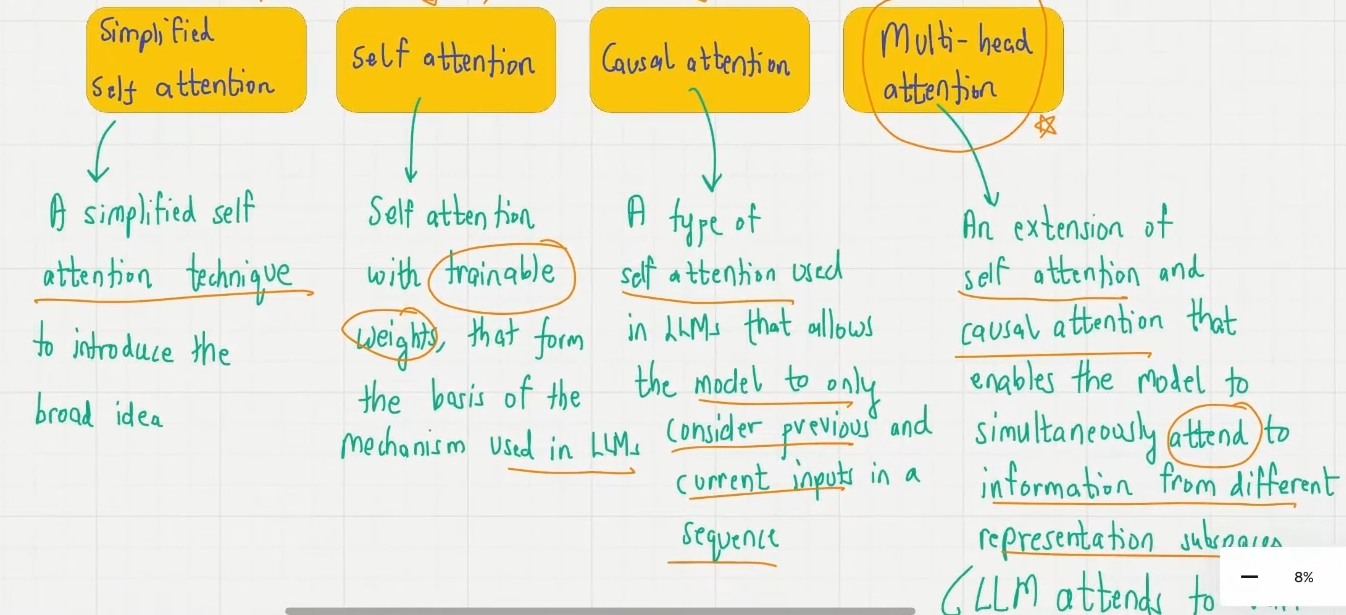 Simplified
Self attention
Self attention
Causal attention
Multi-head
attention
A simplified self
attention technique
to introduce the
broad idea
Self attention
with trainable
weights, that form
the basis of the
mechanism used in LLMs
A type of
self attention used
in LLMs that allows
the model to only
consider previous and
current inputs in a
sequence
An extension of
self attention and
causal attention that
enables the model to
simultaneously attend to
information from different
representation subspaces
(LLM attends to
8%